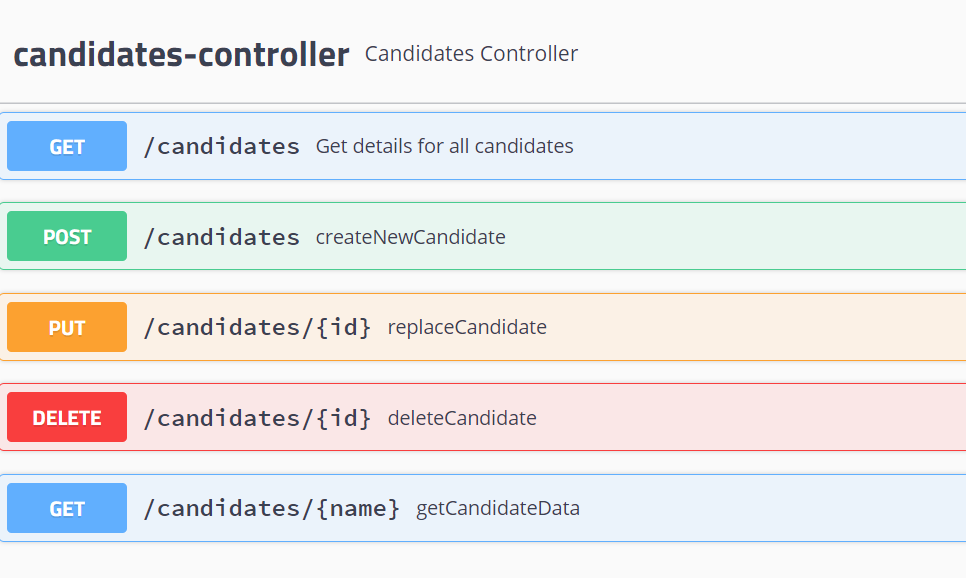 candidates-controller Candidates Controller
GET /candidates Get details for all candidates
POST /candidates createNewCandidate
PUT /candidates/{id} replaceCandidate
DELETE /candidates/{id} deleteCandidate
GET /candidates/{name} getCandidateData